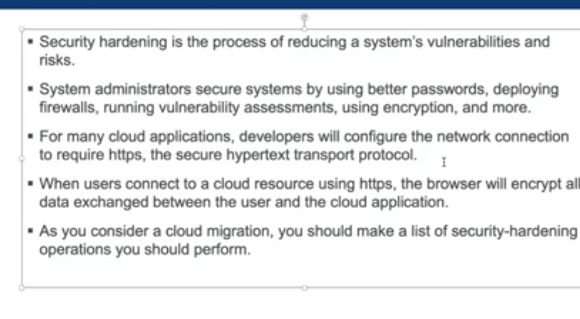 ▪ Security hardening is the process of reducing a system's vulnerabilities and
risks.
▪ System administrators secure systems by using better passwords, deploying
firewalls, running vulnerability assessments, using encryption, and more.
▪ For many cloud applications, developers will configure the network connection
to require https, the secure hypertext transport protocol.
▪ When users connect to a cloud resource using https, the browser will encrypt all
data exchanged between the user and the cloud application.
▪ As you consider a cloud migration, you should make a list of security-hardening
operations you should perform.